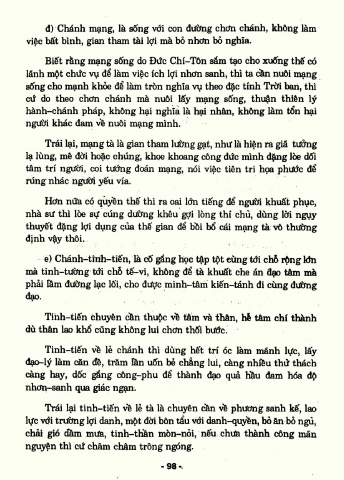 đ) Chánh mạng, là sống với con đường chơn chánh, không làm
việc bất bình, gian tham tài lợi mà bỏ nhơn bỏ nghĩa.
Biết rằng mạng sống do Đức Chí-Tôn sắm tạo cho xuống thế có
lãnh một chức vụ để làm việc ích lợi nhơn sanh, thì ta cần nuôi mạng
sống cho mạnh khỏe để làm tròn nghĩa vụ theo đặc tính Trời ban, thì
cứ do theo chơn chánh mà nuôi lấy mạng sống, thuận thiên lý
hành-chánh pháp, không hại nghĩa là hại nhân, không làm tổn hại
người khác đam về nuôi mạng mình.
Trái lại, mạng tà là gian tham lường gạt, như là hiện ra giả tưởng
lạ lùng, mê đời hoặc chúng, khoe khoang công đức mình đặng lòe dối
tâm trí người, coi tướng đoán mạng, nói việc tiên tri họa phước để
rúng nhác người yếu vía.
Hơn nữa có quyền thế thì ra oai lớn tiếng để người khuất phục,
nhà sư thì lòe sự cúng dường khêu gợi lòng thí chủ, dùng lời nguy
thuyết đặng lợi dụng của thế gian để bồi bổ cái mạng tà vô thường
định vậy thôi.
e) Chánh-tinh-tiến, là cố gắng học tập tột cùng tới chỗ rộng lớn
mà tinh-tường tới chỗ tế-vi, không để tà khuất che án đạo tâm mà
phải lầm đường lạc lối, cho được minh-tâm kiến-tánh đi cùng đường
đạo.
Tinh-tiến chuyên cần thuộc về tâm và thân, hễ tâm chí thành
dù thân lao khổ cũng không lui chơn thối bước.
Tinh-tiến về lẽ chánh thì dùng hết trí óc làm mãnh lực, lấy
đạo-lý làm căn đề, trăm lần uốn bẻ chẳng lui, càng nhiều thử thách
càng hay, dốc gắng công-phu để thành đạo quả hầu đam hóa độ
nhơn-sanh qua giác ngạn.
Trái lại tinh-tiến về lẽ tà là chuyên cần về phương sanh kế, lao
lực với trường lợi danh, một đời bôn tẩu với danh-quyền, bỏ ăn bỏ ngủ,
chải gió dầm mưa, tinh-thần mòn-mỏi, nếu chưa thành công mãn
nguyện thì cứ châm châm trông ngóng.
- 98 -